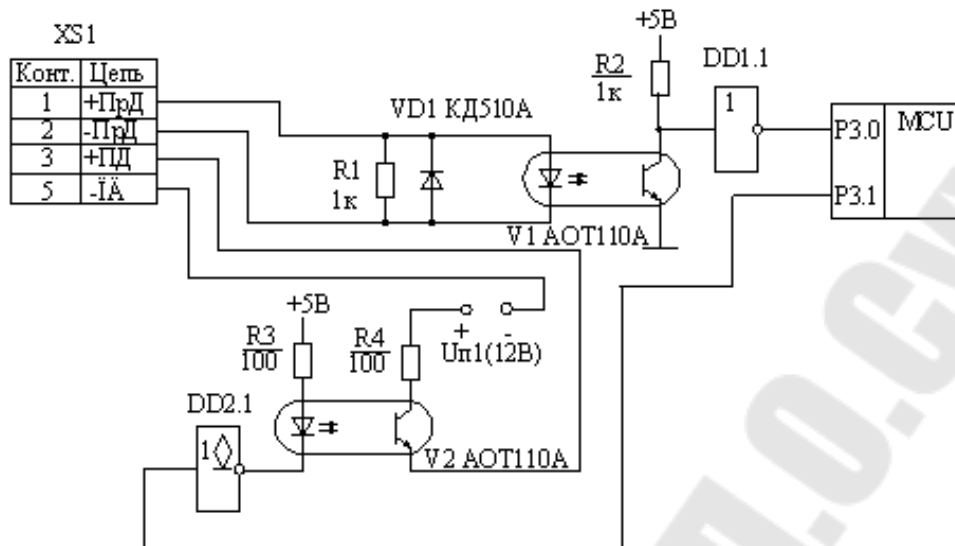 XS1
Конт. Цепь
1 +ПрД
2 -ПрД
3 +ПД
5 -ЇÄ
VD1 КД510А
R1
1к
+5В
R2
1к
DD1.1
1
P3.0
MCU
P3.1
V1 АОТ110А
+5В
R3
100
R4
100
+ -
Uп1(12В)
DD2.1
1
V2 АОТ110А